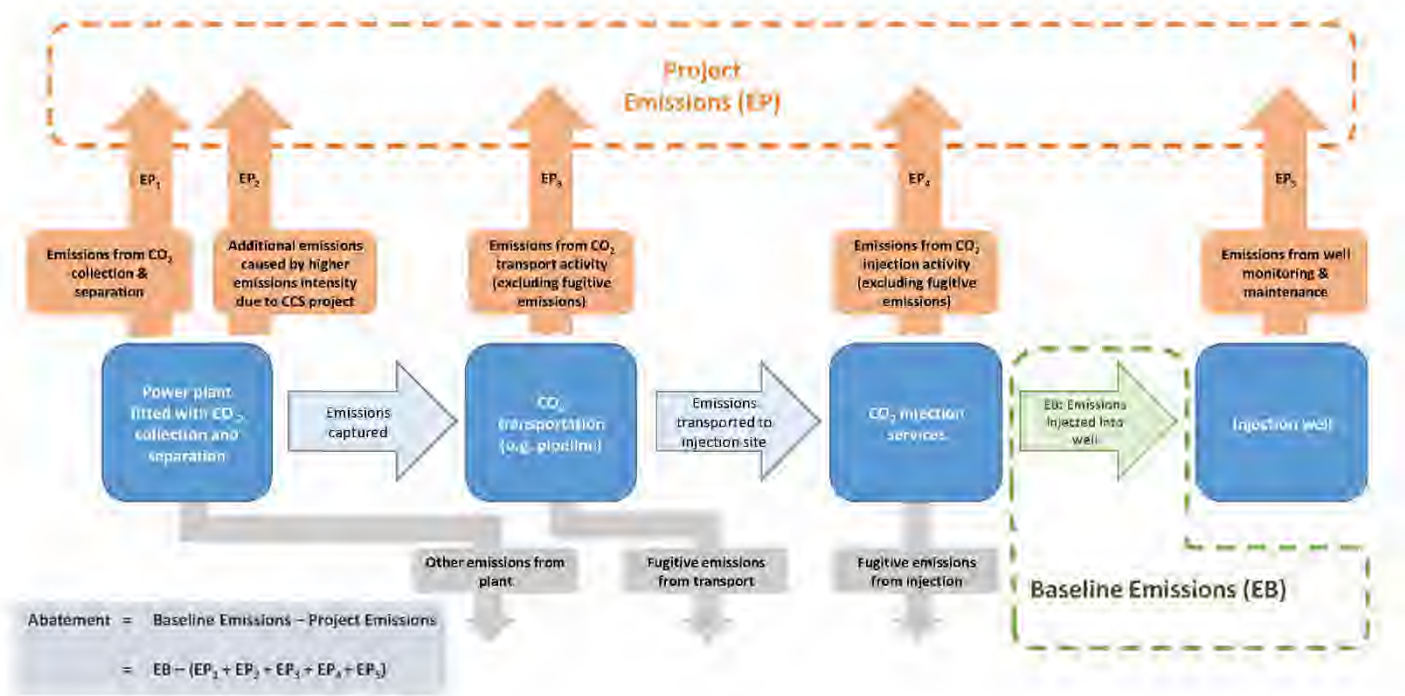 Project
Emissions (EP)
EP₁
EP₂
EP₃
EP₄
EP₅
Emissions from CO₂
collection &
separation
Additional emissions
caused by higher
emissions intensity
due to CCS project
Emissions from CO₂
transport activity
(excluding fugitive
emissions)
Emissions from CO₂
injection activity
(excluding fugitive
emissions)
Emissions from well
monitoring &
maintenance
Power plant
fitted with CO₂
collection and
separation
Emissions
captured
CO₂
transportation
(e.g. pipeline)
Emissions
transported to
injection site
CO₂ injection
services
EB: Emissions
injected into
well
Injection well
Other emissions from
plant
Fugitive emissions
from transport
Fugitive emissions
from injection
Baseline Emissions (EB)
Abatement = Baseline Emissions – Project Emissions
= EB – (EP₁ + EP₂ + EP₃ + EP₄ + EP₅)